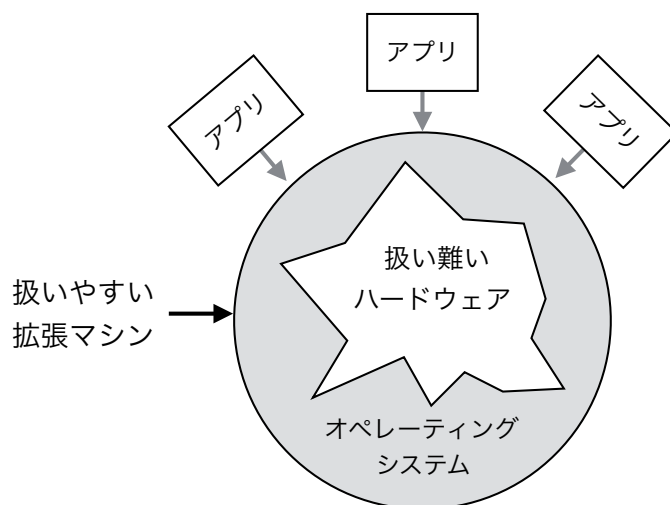 アプリ
アプリ
アプリ
扱い難い
ハードウェア
扱いやすい
拡張マシン
オペレーティング
システム